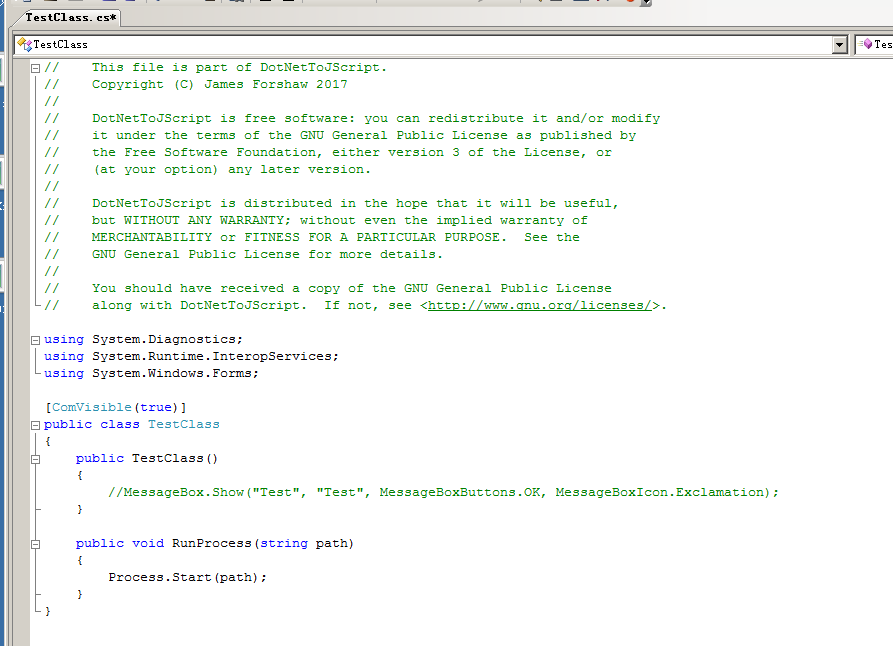 TestClass.cs*
TestClass
Tes
//    This file is part of DotNetToJScript.
//    Copyright (C) James Forshaw 2017
//
//    DotNetToJScript is free software: you can redistribute it and/or modify
//    it under the terms of the GNU General Public License as published by
//    the Free Software Foundation, either version 3 of the License, or
//    (at your option) any later version.
//
//    DotNetToJScript is distributed in the hope that it will be useful,
//    but WITHOUT ANY WARRANTY; without even the implied warranty of
//    MERCHANTABILITY or FITNESS FOR A PARTICULAR PURPOSE.  See the
//    GNU General Public License for more details.
//
//    You should have received a copy of the GNU General Public License
//    along with DotNetToJScript.  If not, see <http://www.gnu.org/licenses/>.
using System.Diagnostics;
using System.Runtime.InteropServices;
using System.Windows.Forms;
[ComVisible(true)]
public class TestClass
{
    public TestClass()
    {
        //MessageBox.Show("Test", "Test", MessageBoxButtons.OK, MessageBoxIcon.Exclamation);
    }
    public void RunProcess(string path)
    {
        Process.Start(path);
    }
}